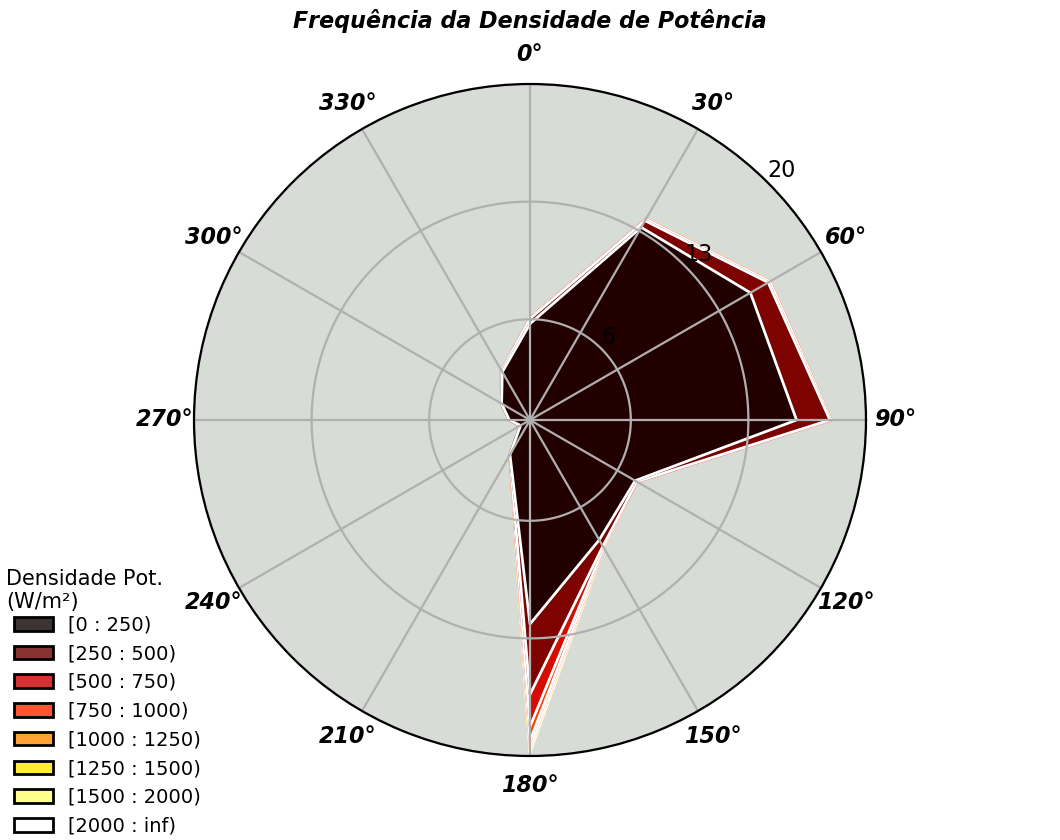 Frequência da Densidade de Potência
0°
330°
30°
20
300°
60°
13
6
270°
90°
240°
120°
210°
150°
180°
Densidade Pot.
(W/m²)
[0 : 250)
[250 : 500)
[500 : 750)
[750 : 1000)
[1000 : 1250)
[1250 : 1500)
[1500 : 2000)
[2000 : inf)